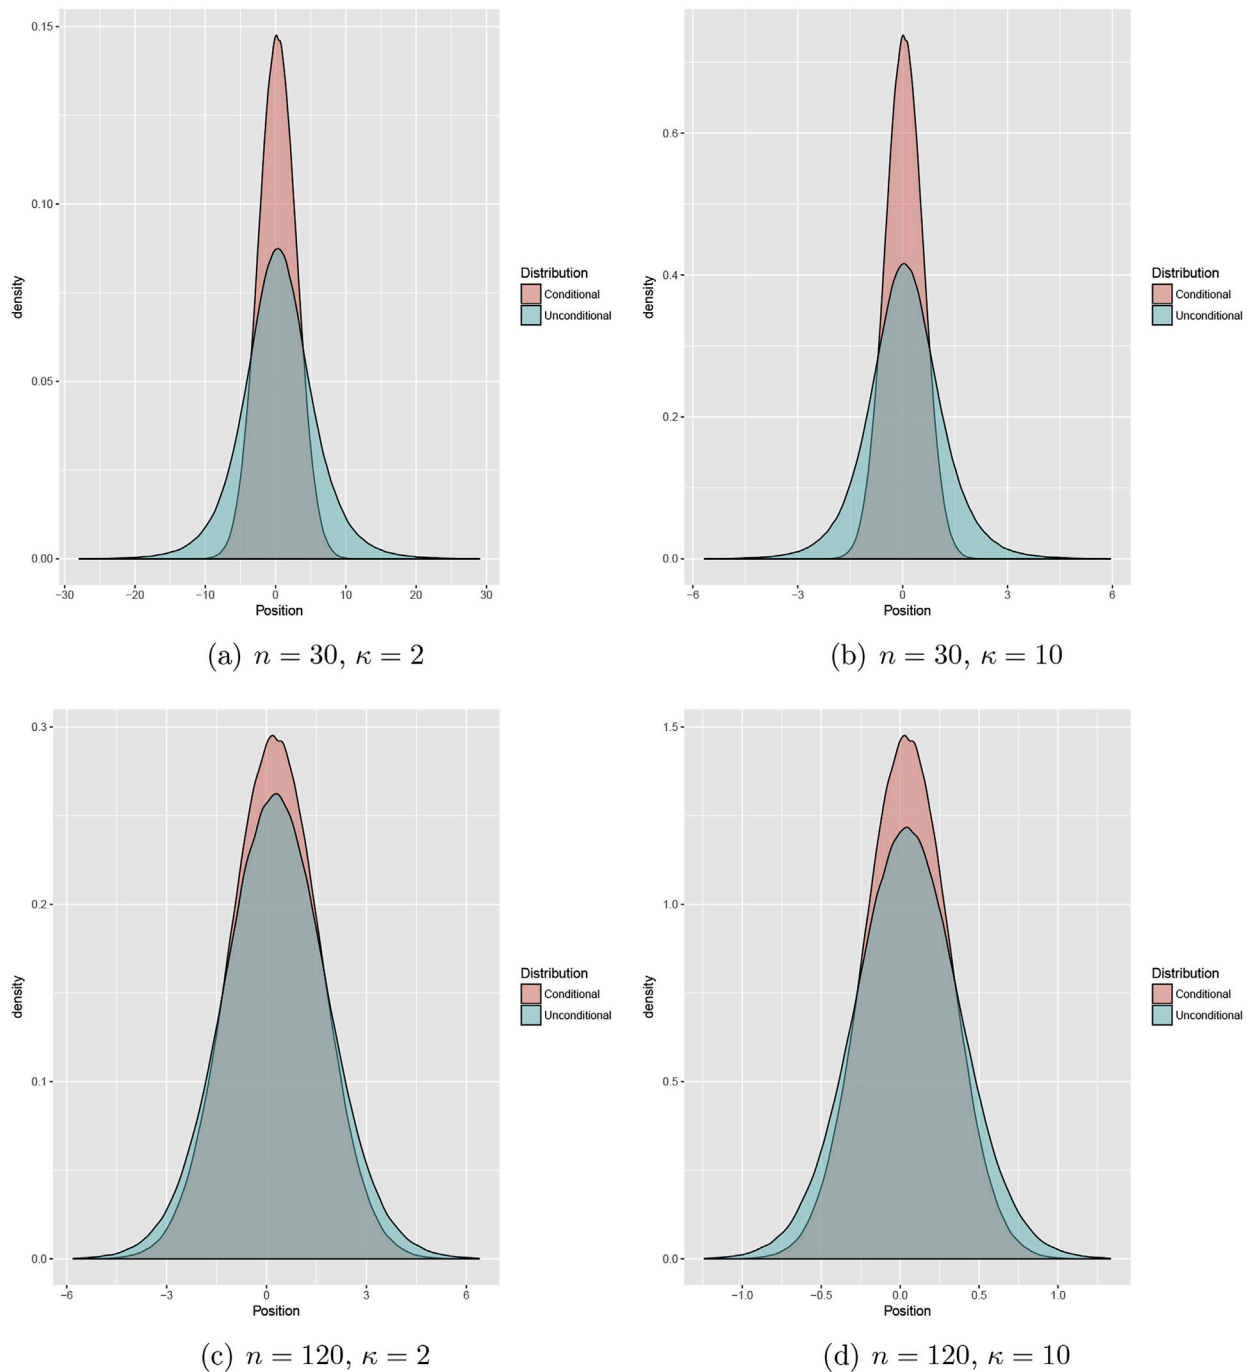 0.15
0.10
0.05
0.00
density
−30 −20 −10 0 10 20 30
Position
Distribution
Conditional
Unconditional
(a) n = 30, κ = 2
0.6
0.4
0.2
0.0
density
−6 −3 0 3 6
Position
Distribution
Conditional
Unconditional
(b) n = 30, κ = 10
0.3
0.2
0.1
0.0
density
−6 −3 0 3 6
Position
Distribution
Conditional
Unconditional
(c) n = 120, κ = 2
1.5
1.0
0.5
0.0
density
−1.0 −0.5 0.0 0.5 1.0
Position
Distribution
Conditional
Unconditional
(d) n = 120, κ = 10